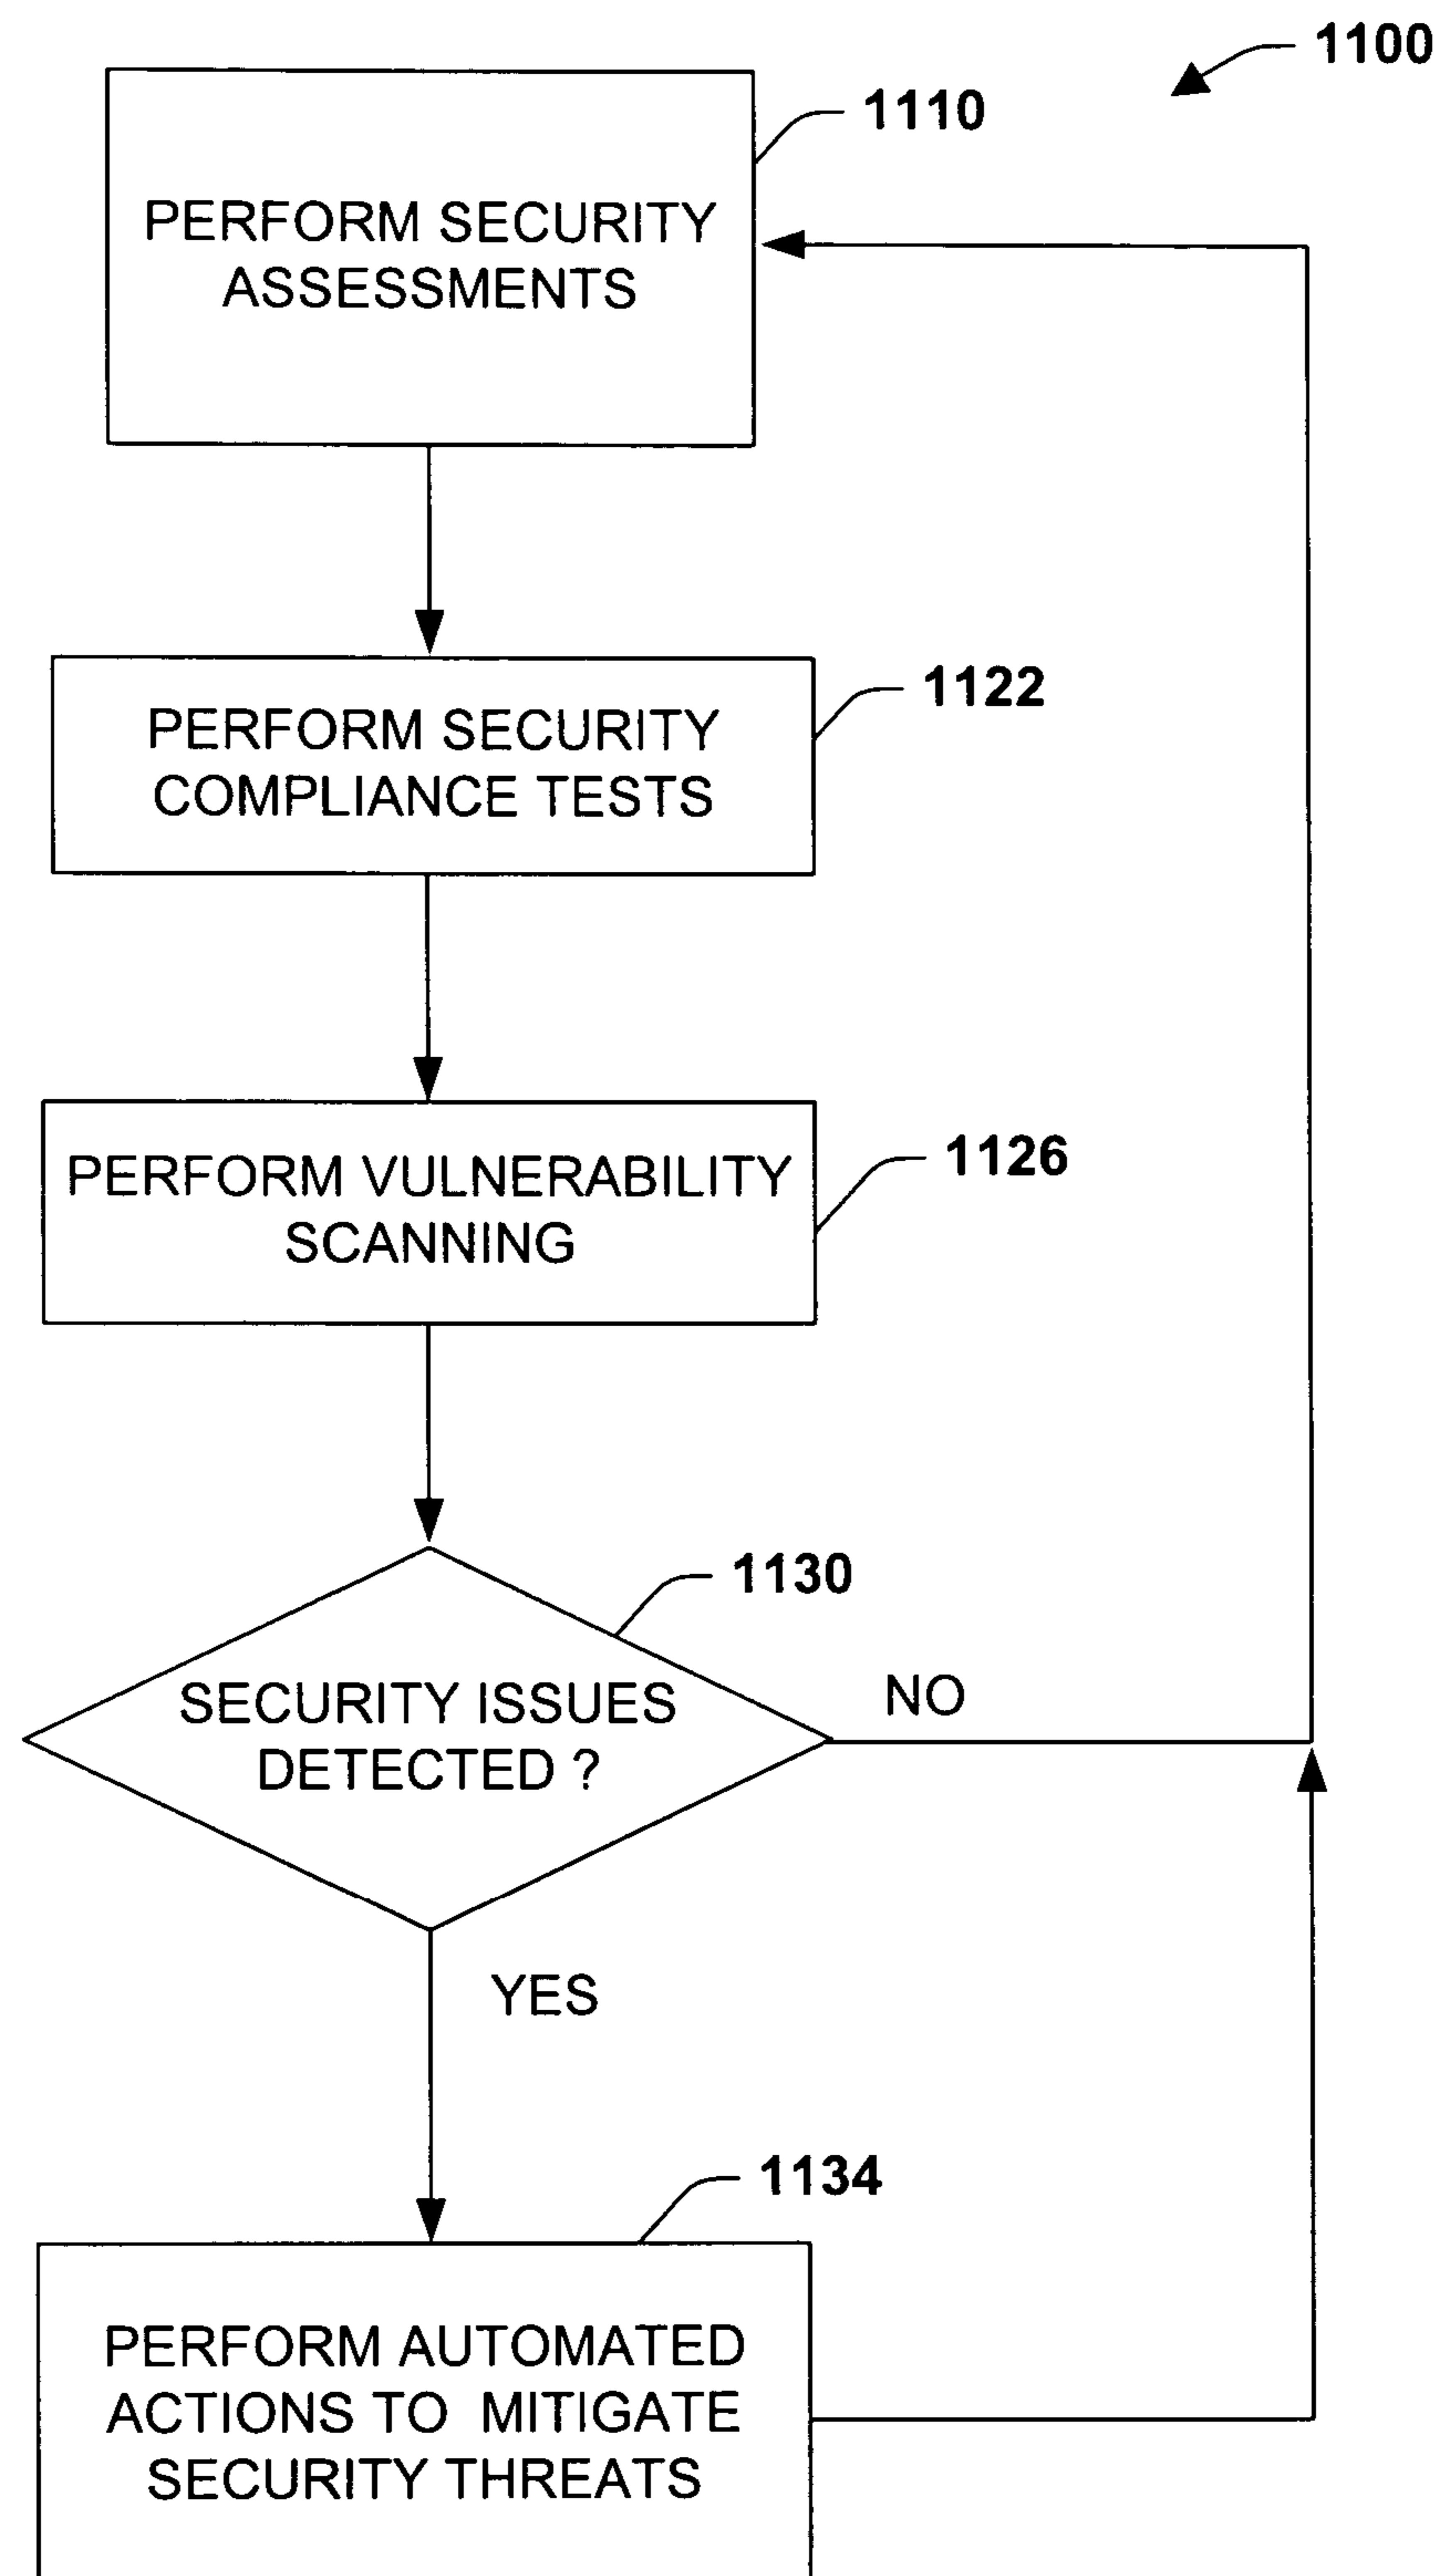 1100
1110
PERFORM SECURITY
ASSESSMENTS
1122
PERFORM SECURITY
COMPLIANCE TESTS
1126
PERFORM VULNERABILITY
SCANNING
1130
SECURITY ISSUES
DETECTED ?
NO
YES
1134
PERFORM AUTOMATED
ACTIONS TO MITIGATE
SECURITY THREATS